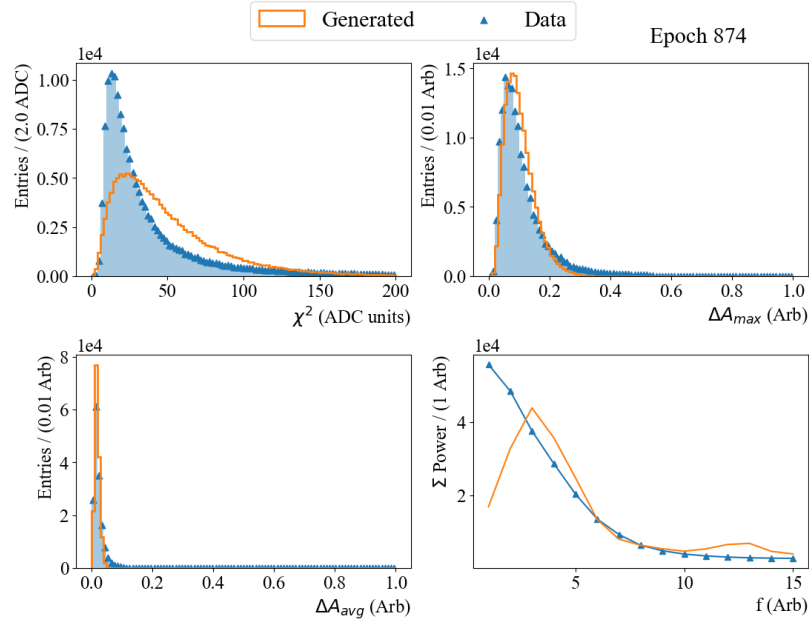 Generated Data
Epoch 874
1e4
Entries / (2.0 ADC)
1.00
0.75
0.50
0.25
0.00
0 50 100 150 200
χ² (ADC units)
1e4
Entries / (0.01 Arb)
1.5
1.0
0.5
0.0
0.0 0.2 0.4 0.6 0.8 1.0
ΔA_max (Arb)
1e4
Entries / (0.01 Arb)
8
6
4
2
0
0.0 0.2 0.4 0.6 0.8 1.0
ΔA_avg (Arb)
1e4
Σ Power / (1 Arb)
4
2
5 10 15
f (Arb)